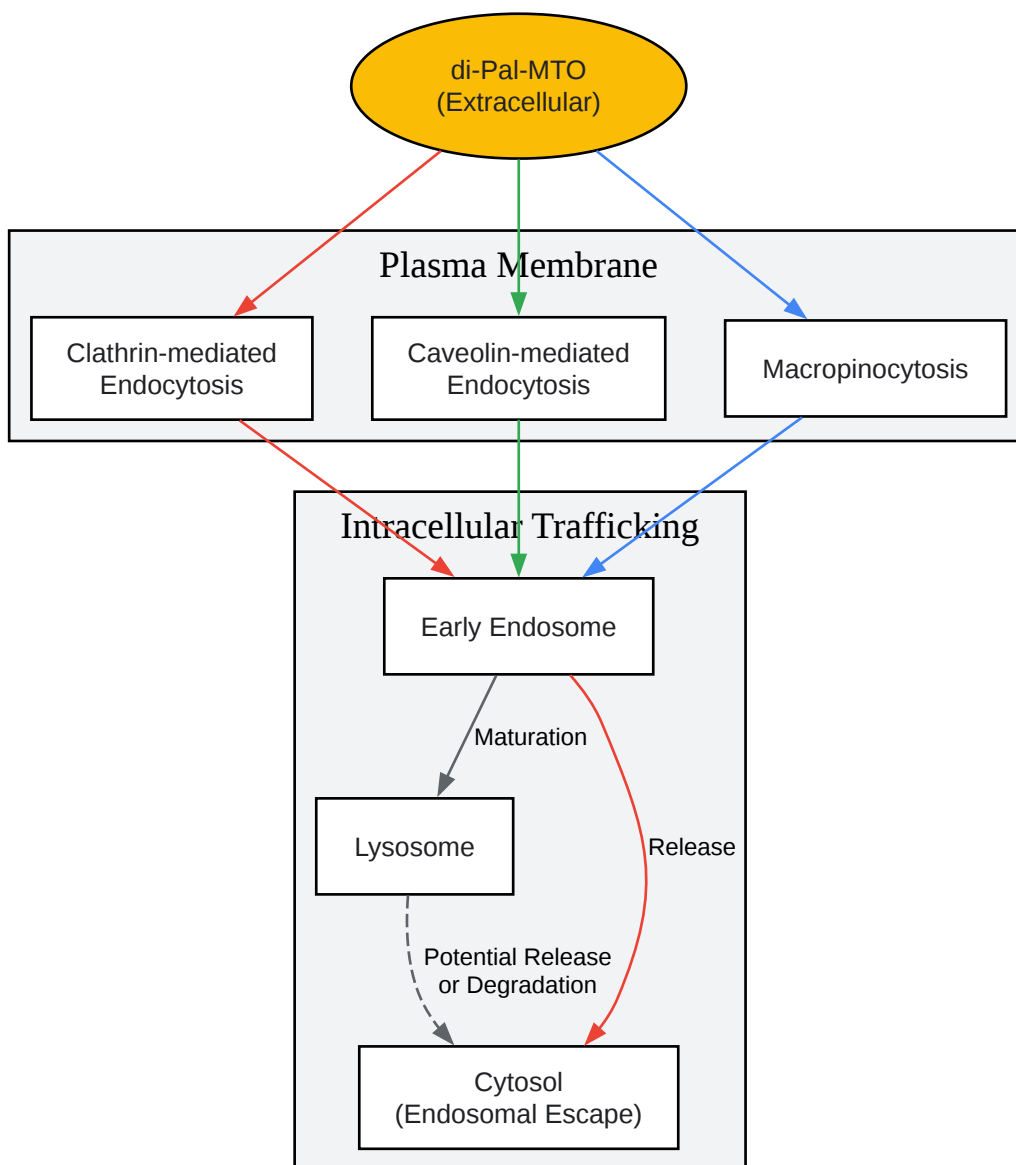 di-Pal-MTO
(Extracellular)
Plasma Membrane
Clathrin-mediated
Endocytosis
Caveolin-mediated
Endocytosis
Macropinocytosis
Intracellular Trafficking
Early Endosome
Maturation
Lysosome
Release
Potential Release
or Degradation
Cytosol
(Endosomal Escape)